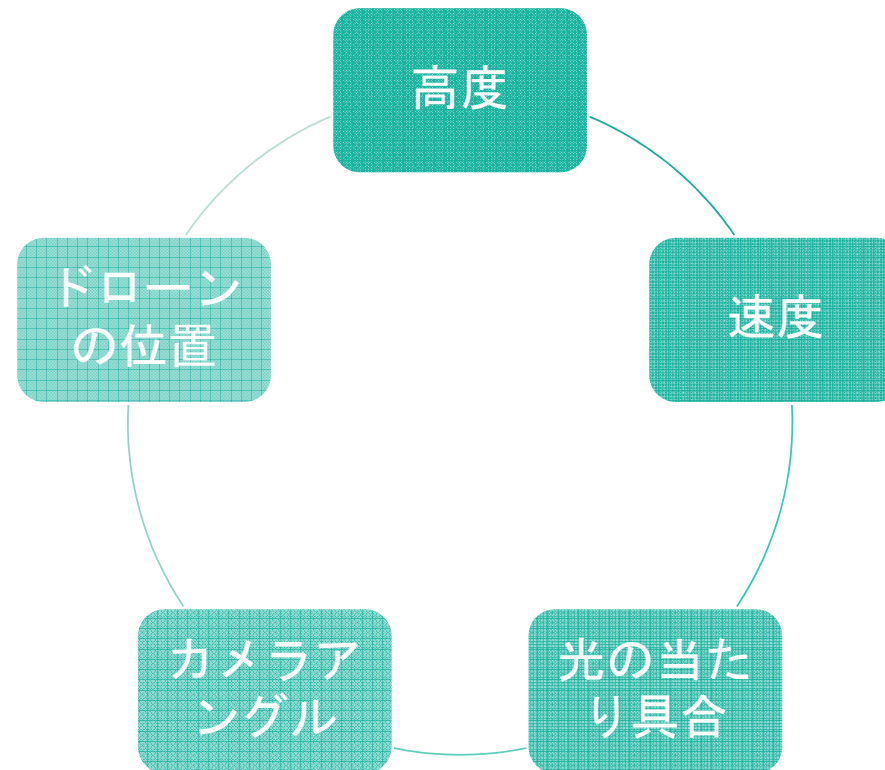 高度
速度
光の当た
り具合
カメラア
ングル
ドローン
の位置